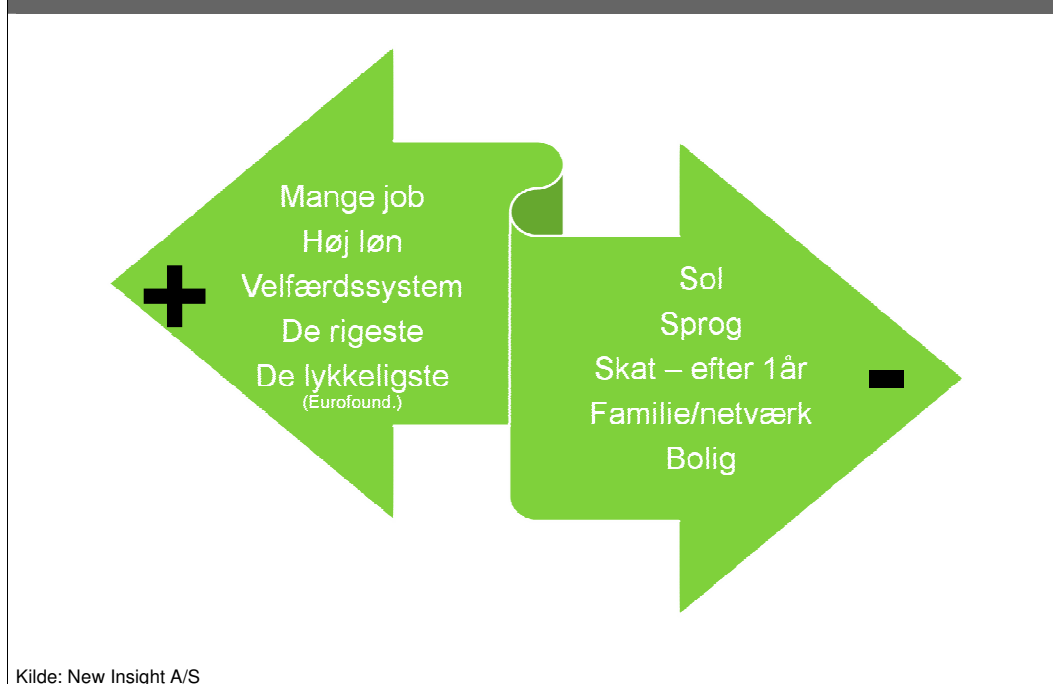 Mange job
Høj løn
Velfærdssystem
De rigeste
De lykkeligste
(Eurofound.)
+
Sol
Sprog
Skat – efter 1år
Familie/netværk
Bolig
-
Kilde: New Insight A/S